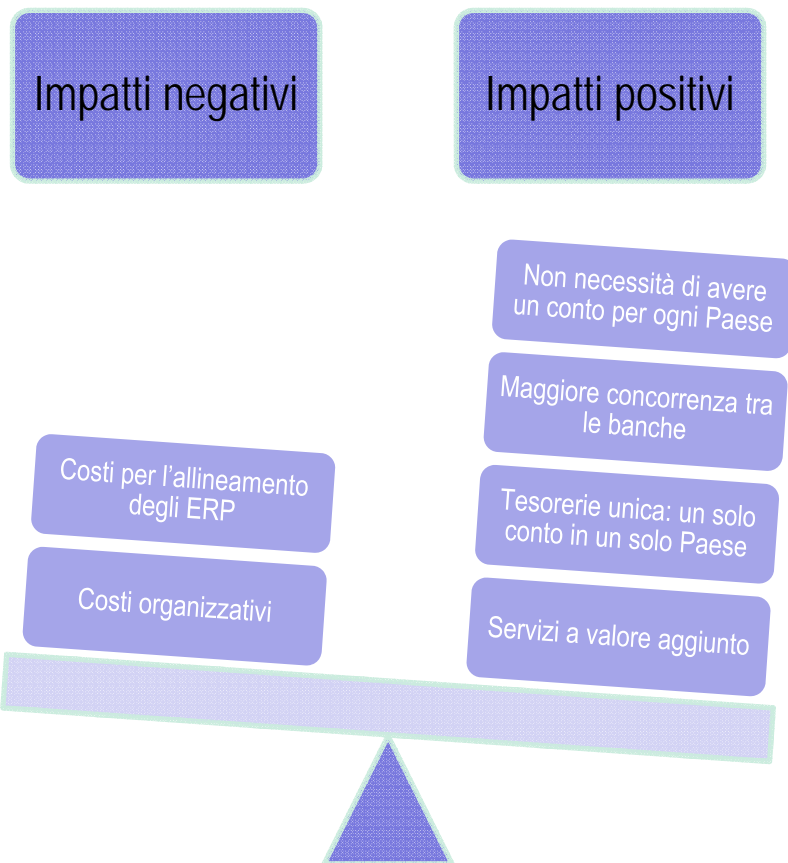 Impatti negativi
Impatti positivi
Non necessità di avere
un conto per ogni Paese
Maggiore concorrenza tra
le banche
Tesorerie unica: un solo
conto in un solo Paese
Servizi a valore aggiunto
Costi per l’allineamento
degli ERP
Costi organizzativi